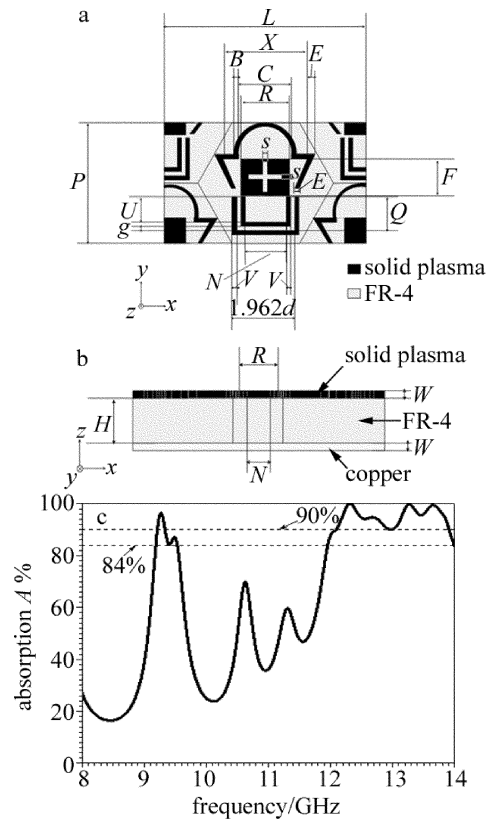 a
L
X
E
B
C
R
s
s
E
P
F
U
g
Q
N V V
1.962d
y
z x
solid plasma
FR-4
b
R
solid plasma
W
H
FR-4
z
y x
N
W
copper
c
90%
84%
absorption A %
100
80
60
40
20
0
8 9 10 11 12 13 14
frequency/GHz